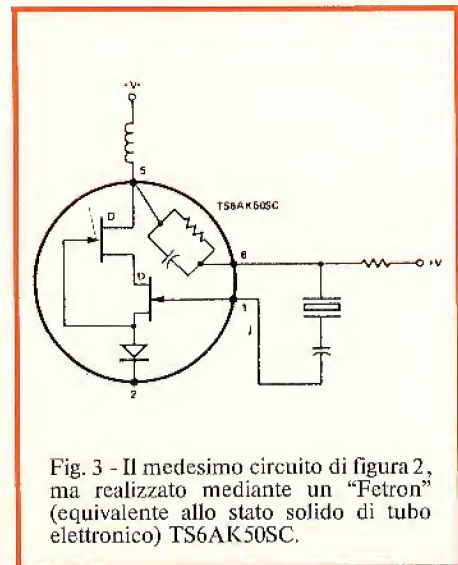 +V
5
TS6AK50SC
D
D
6
+V
1
2
Fig. 3 - Il medesimo circuito di figura 2,
ma realizzato mediante un “Fetron”
(equivalente allo stato solido di tubo
elettronico) TS6AK50SC.